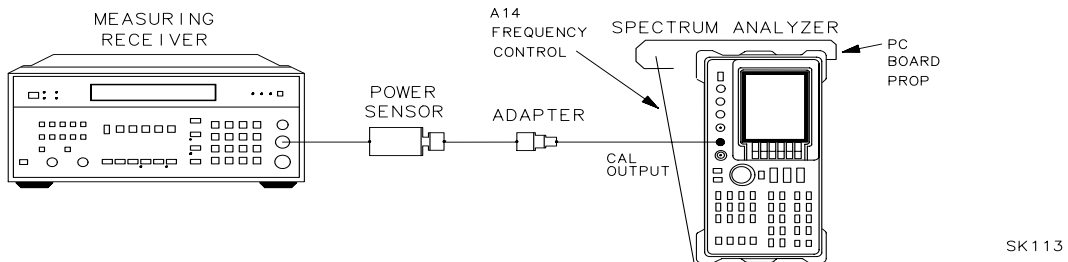 MEASURING
RECEIVER
POWER
SENSOR
ADAPTER
A14
FREQUENCY
CONTROL
SPECTRUM ANALYZER
PC
BOARD
PROP
CAL
OUTPUT
SK113